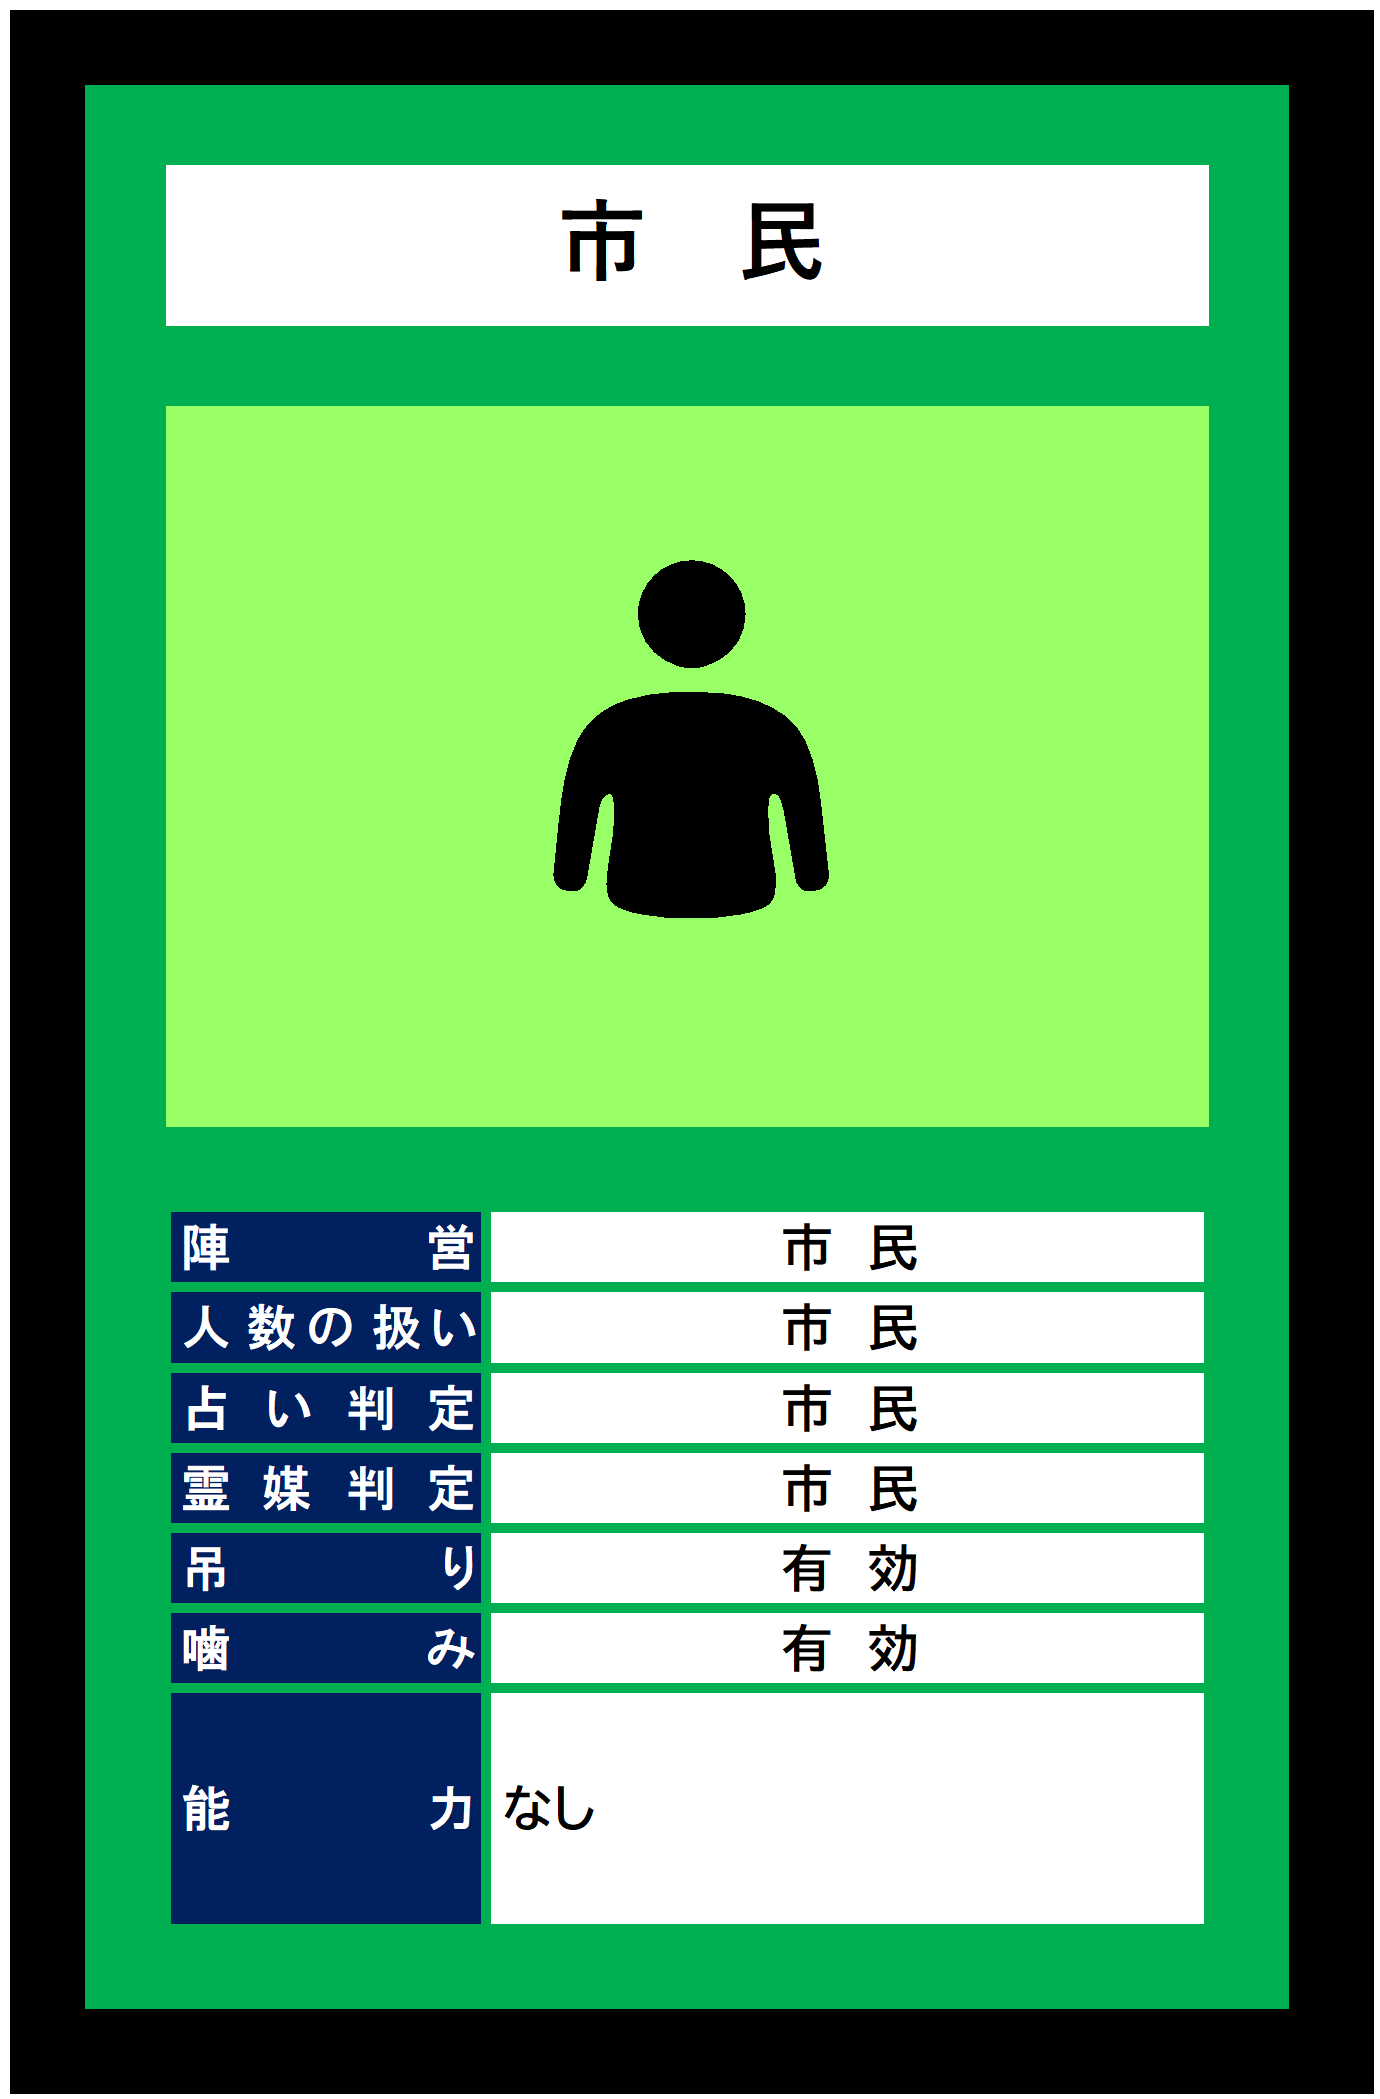 市 民
陣営 市民
人数の扱い 市民
占い判定 市民
霊媒判定 市民
吊り 有効
噛み 有効
能力 なし